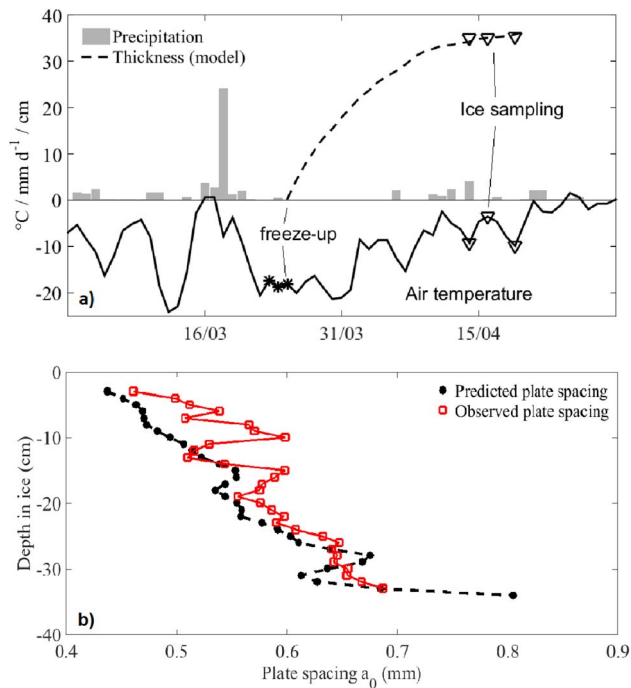 40
Precipitation
30
Thickness (model)
20
Ice sampling
10
°C / mm d⁻¹ / cm
0
freeze-up
-10
-20
a)
Air temperature
16/03 31/03 15/04
0
Predicted plate spacing
Observed plate spacing
-10
Depth in ice (cm)
-20
-30
b)
-40
0.4 0.5 0.6 0.7 0.8 0.9
Plate spacing a₀ (mm)